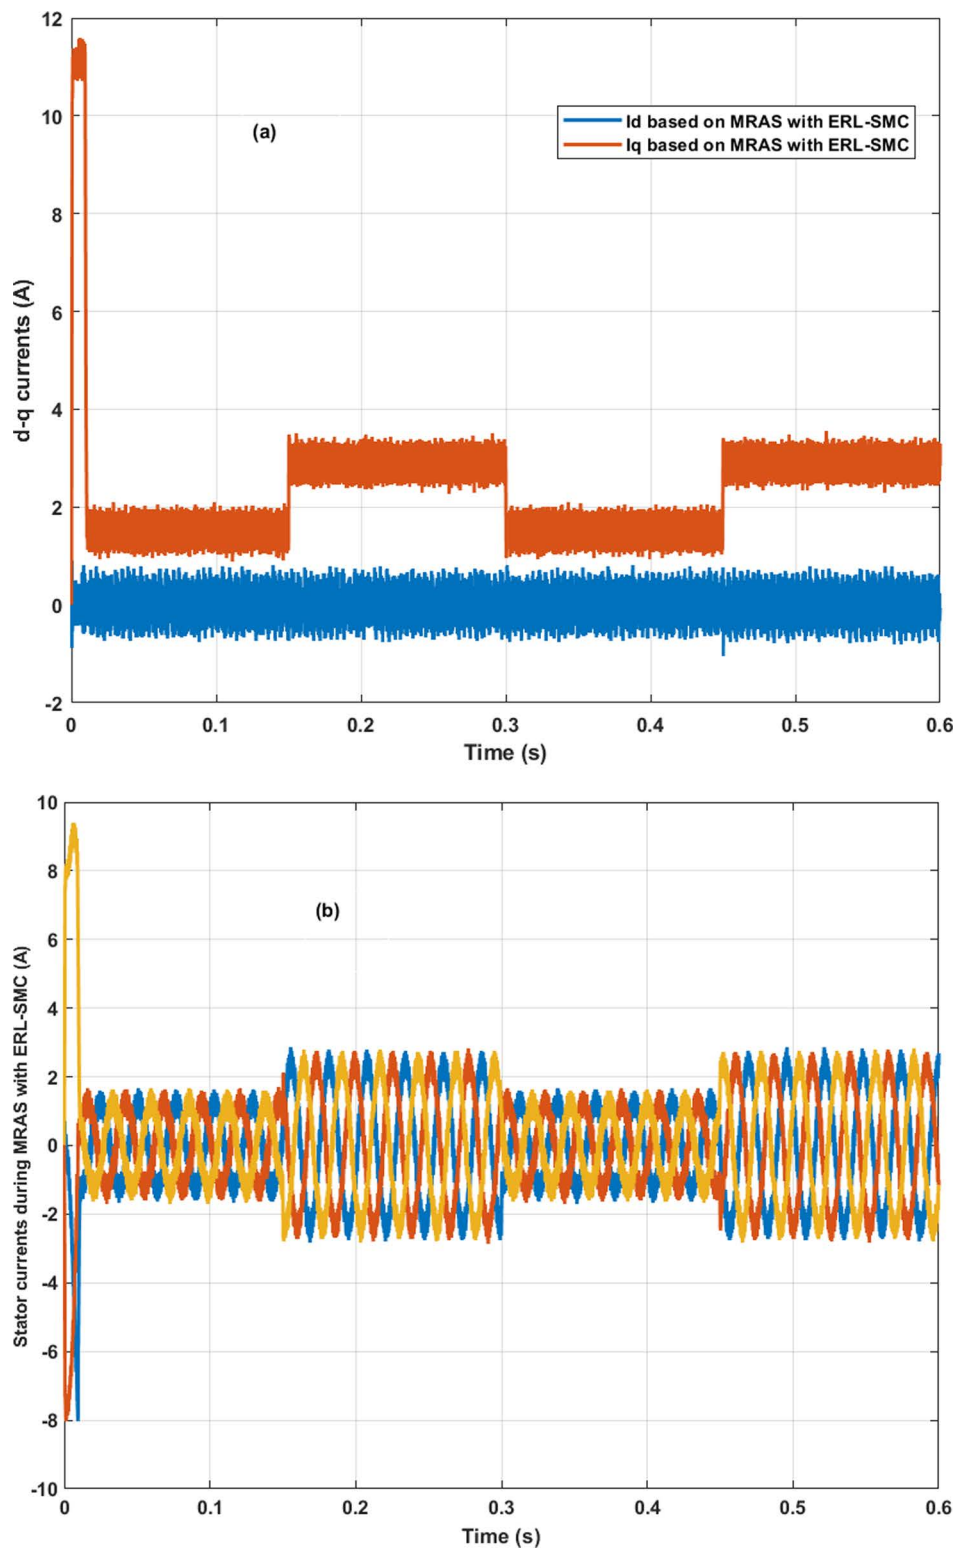 12
10
8
6
4
2
0
-2
d-q currents (A)
(a)
Id based on MRAS with ERL-SMC
Iq based on MRAS with ERL-SMC
0 0.1 0.2 0.3 0.4 0.5 0.6
Time (s)
10
8
6
4
2
0
-2
-4
-6
-8
-10
Stator currents during MRAS with ERL-SMC (A)
(b)
0 0.1 0.2 0.3 0.4 0.5 0.6
Time (s)